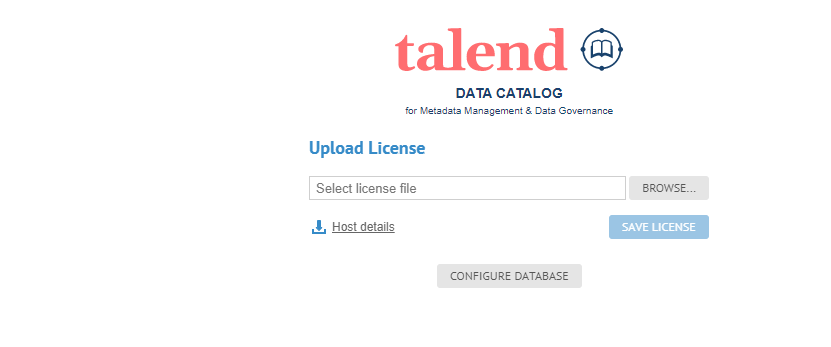 talend
DATA CATALOG
for Metadata Management & Data Governance
Upload License
Select license file BROWSE...
Host details SAVE LICENSE
CONFIGURE DATABASE